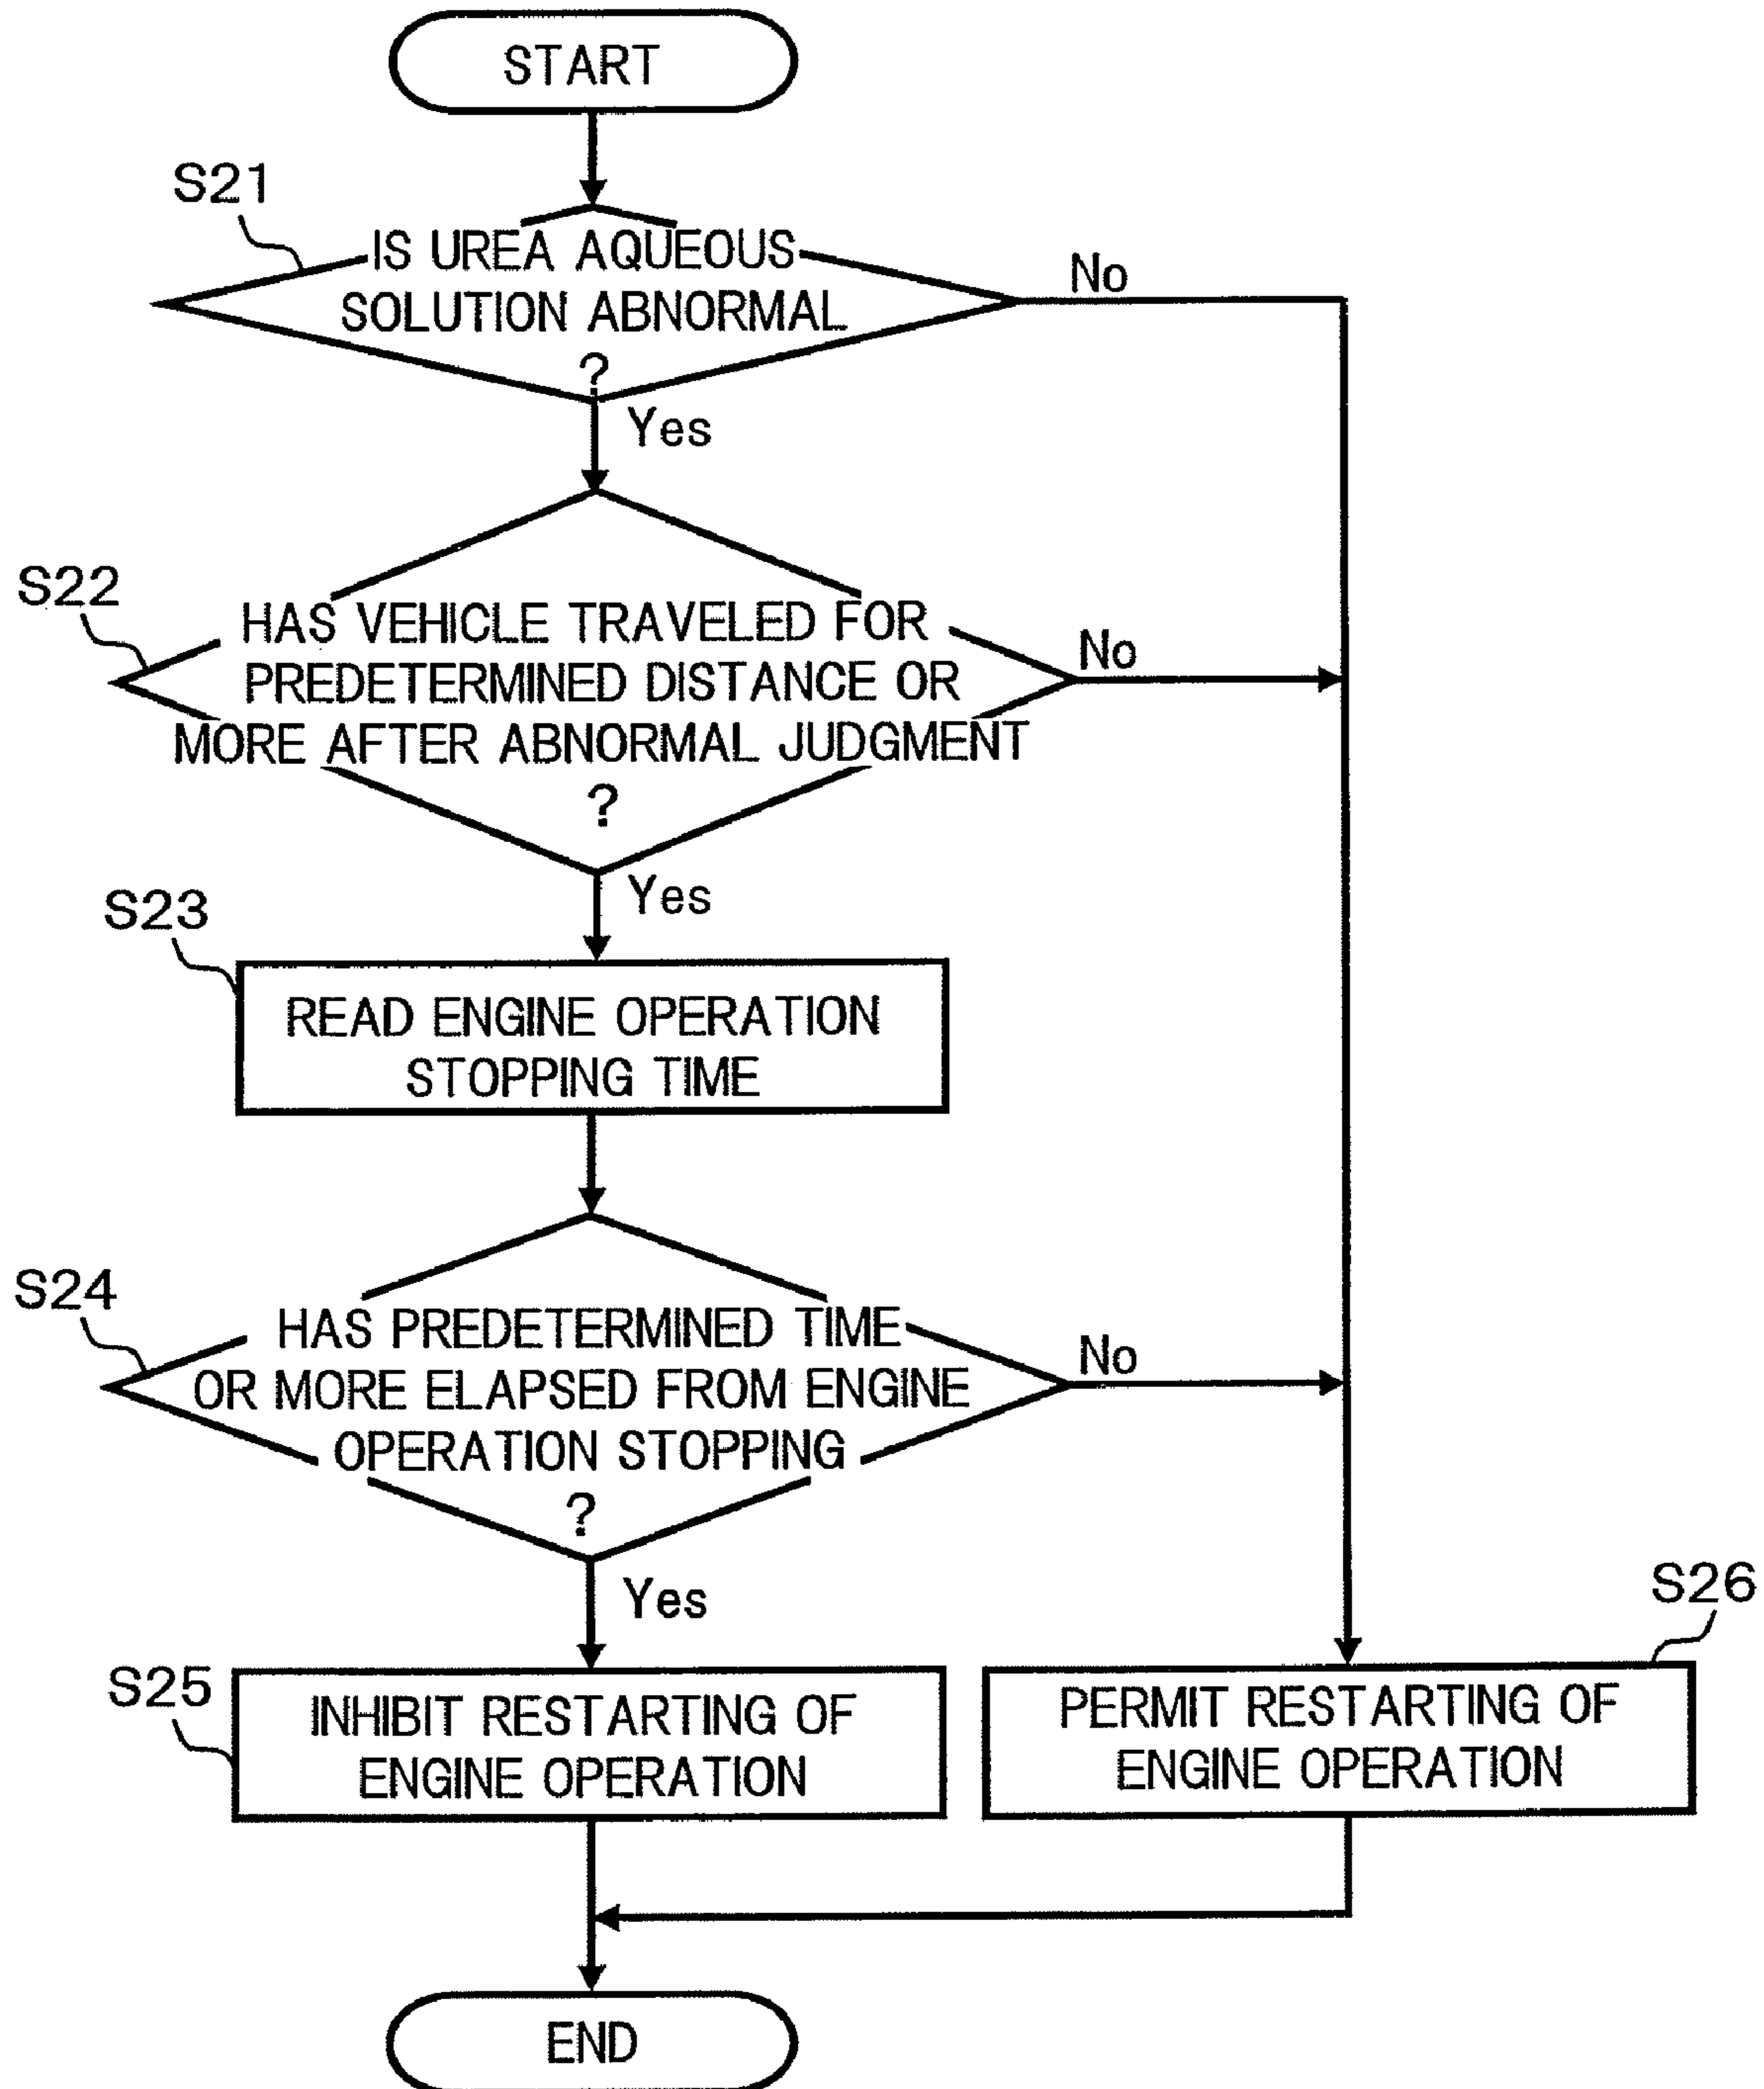 START
S21
IS UREA AQUEOUS
SOLUTION ABNORMAL
?
No
Yes
S22
HAS VEHICLE TRAVELED FOR
PREDETERMINED DISTANCE OR
MORE AFTER ABNORMAL JUDGMENT
?
No
Yes
S23
READ ENGINE OPERATION
STOPPING TIME
S24
HAS PREDETERMINED TIME
OR MORE ELAPSED FROM ENGINE
OPERATION STOPPING
?
No
Yes
S25
INHIBIT RESTARTING OF
ENGINE OPERATION
S26
PERMIT RESTARTING OF
ENGINE OPERATION
END